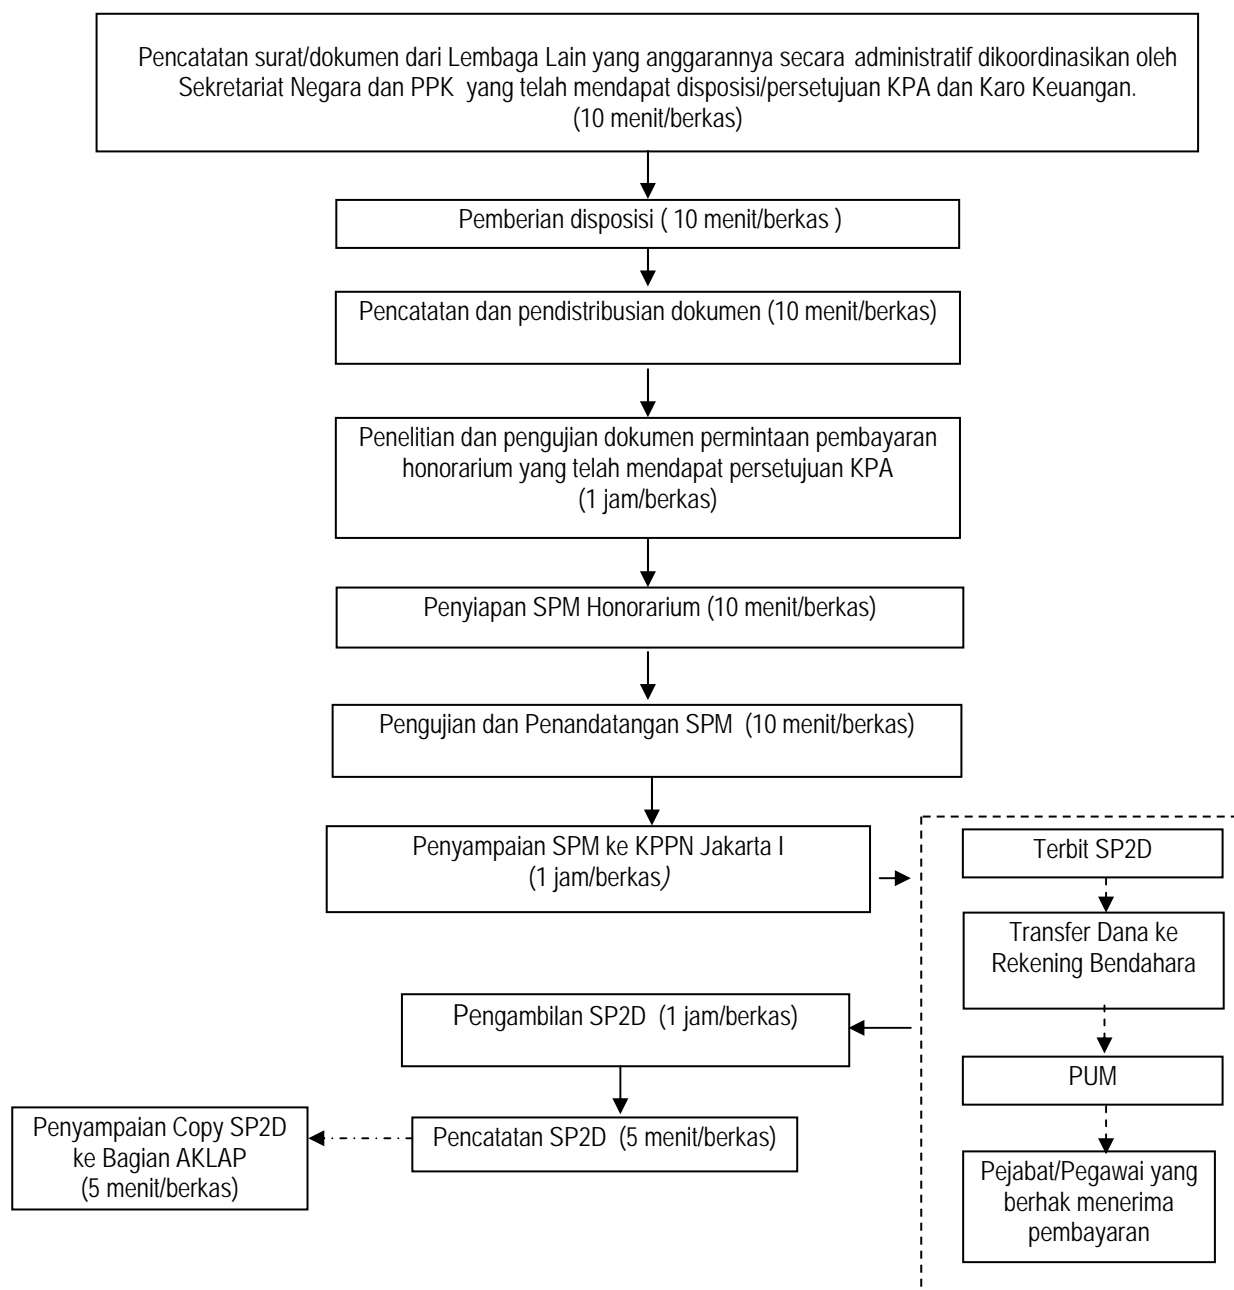 Pencatatan surat/dokumen dari Lembaga Lain yang anggarannya secara administratif dikoordinasikan oleh
Sekretariat Negara dan PPK yang telah mendapat disposisi/persetujuan KPA dan Karo Keuangan.
(10 menit/berkas)
Pemberian disposisi ( 10 menit/berkas )
Pencatatan dan pendistribusian dokumen (10 menit/berkas)
Penelitian dan pengujian dokumen permintaan pembayaran
honorarium yang telah mendapat persetujuan KPA
(1 jam/berkas)
Penyiapan SPM Honorarium (10 menit/berkas)
Pengujian dan Penandatangan SPM (10 menit/berkas)
Penyampaian SPM ke KPPN Jakarta I
(1 jam/berkas)
Terbit SP2D
Transfer Dana ke
Rekening Bendahara
PUM
Pejabat/Pegawai yang
berhak menerima
pembayaran
Pengambilan SP2D (1 jam/berkas)
Pencatatan SP2D (5 menit/berkas)
Penyampaian Copy SP2D
ke Bagian AKLAP
(5 menit/berkas)